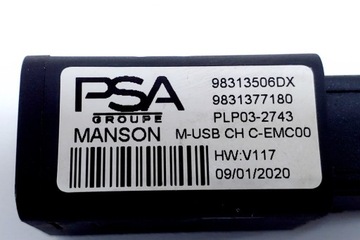 PSA 98313506DX
GROUPE 9831377180
PLP03-2743
MANSON M-USB CH C-EMC00
HW:V117
09/01/2020